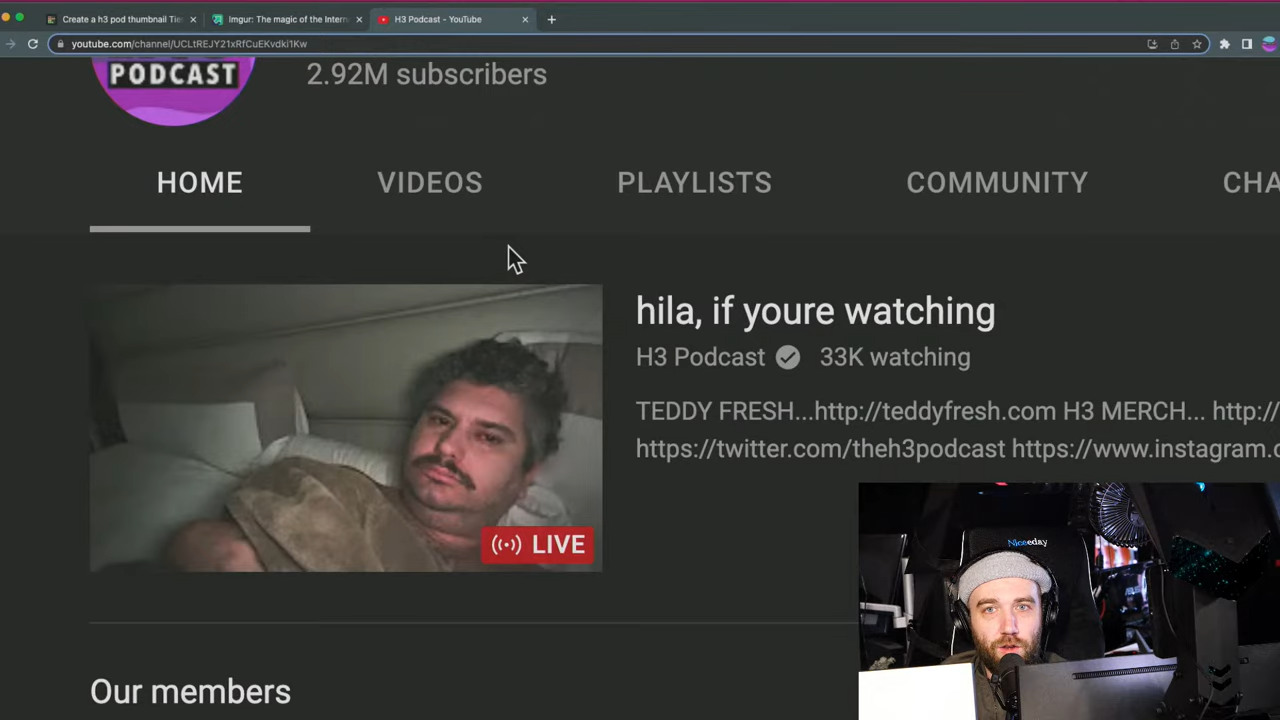 Create a h3 pod thumbnail Tie
Imgur: The magic of the Intern
H3 Podcast - YouTube
youtube.com/channel/UCLtREJY21xRfCuEKvdki1Kw
PODCAST
2.92M subscribers
HOME
VIDEOS
PLAYLISTS
COMMUNITY
CHA
hila, if youre watching
H3 Podcast
33K watching
TEDDY FRESH...http://teddyfresh.com H3 MERCH... http:/
https://twitter.com/theh3podcast https://www.instagram.c
LIVE
Niceday
Our members